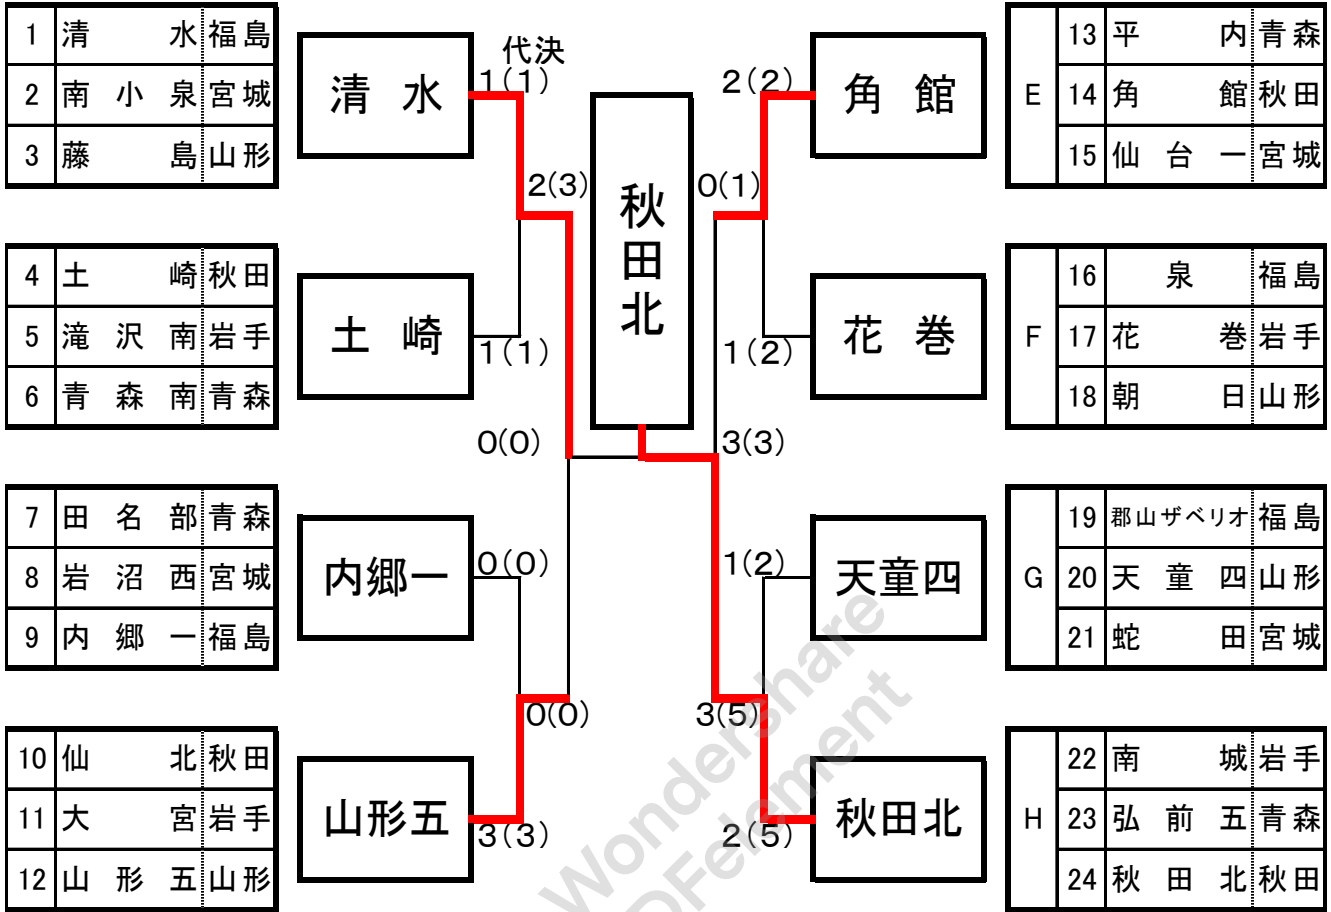 1 清水 福島
2 南小泉 宮城
3 藤島 山形
4 土崎 秋田
5 滝沢南 岩手
6 青森南 青森
7 田名部 青森
8 岩沼西 宮城
9 内郷一 福島
10 仙北 秋田
11 大宮 岩手
12 山形五 山形
清水
土崎
内郷一
山形五
代決
1(1)
2(3)
1(1)
0(0)
0(0)
0(0)
3(3)
秋田北
2(2)
0(1)
1(2)
3(3)
1(2)
3(5)
2(5)
角館
花巻
天童四
秋田北
E
13 平内 青森
14 角館 秋田
15 仙台一 宮城
F
16 泉 福島
17 花巻 岩手
18 朝日 山形
G
19 郡山ザベリオ 福島
20 天童四 山形
21 蛇田 宮城
H
22 南城 岩手
23 弘前五 青森
24 秋田北 秋田
Wondershare
PDFelement